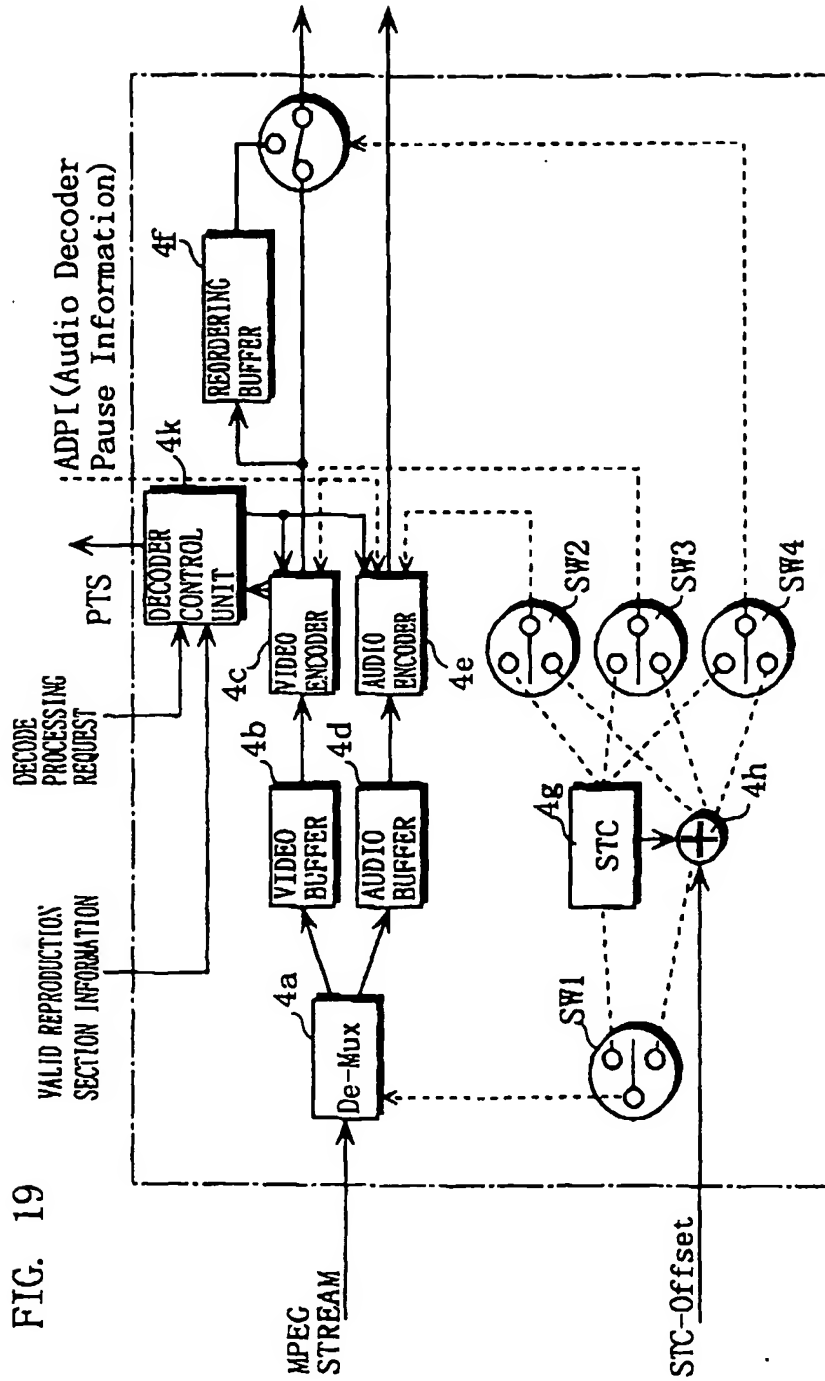 FIG. 19
VALID REPRODUCTION
SECTION INFORMATION
DECODE
PROCESSING
REQUEST
PTS
ADPI(Audio Decoder
Pause Information)
4k
DECODER
CONTROL
UNIT
4f
REORDERING
BUFFER
4c
VIDEO
ENCODER
4b
VIDEO
BUFFER
4a
De-Mux
MPEG
STREAM
4d
AUDIO
BUFFER
AUDIO
ENCODER
4e
SW1
4g
STC
4h
SW2
SW3
SW4
STC-Offset